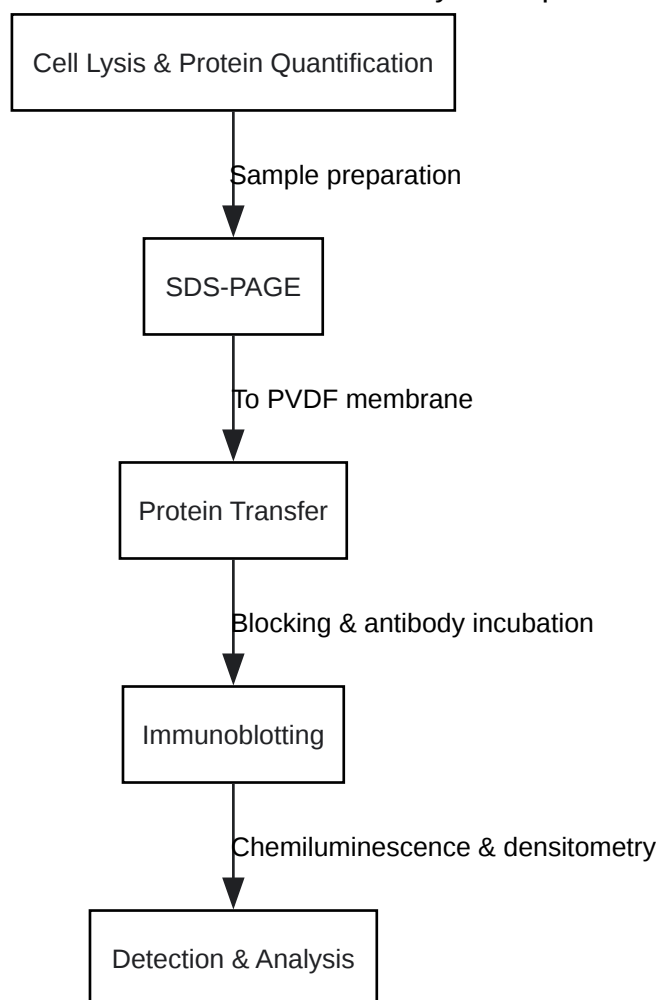 Cell Lysis & Protein Quantification
Sample preparation
SDS-PAGE
To PVDF membrane
Protein Transfer
Blocking & antibody incubation
Immunoblotting
Chemiluminescence & densitometry
Detection & Analysis